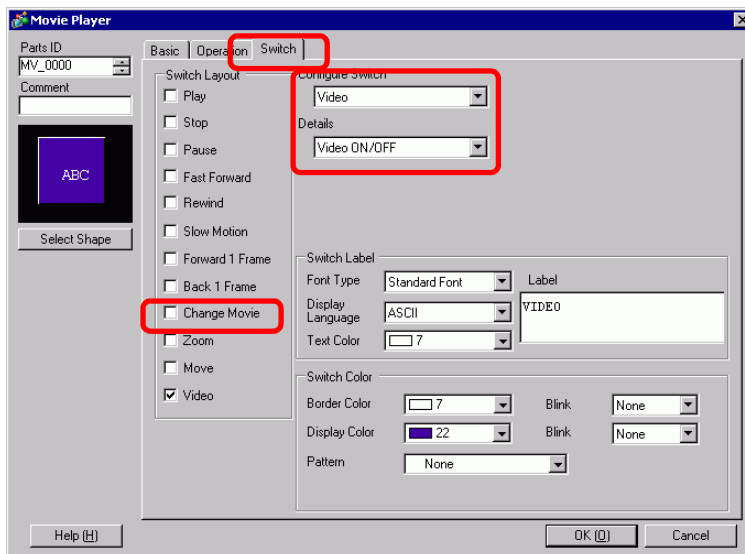 Movie Player
Parts ID
MV_0000
Comment
ABC
Select Shape
Basic
Operation
Switch
Switch Layout
Play
Stop
Pause
Fast Forward
Rewind
Slow Motion
Forward 1 Frame
Back 1 Frame
Change Movie
Zoom
Move
Video
Configure Switch
Video
Details
Video ON/OFF
Switch Label
Font Type
Standard Font
Label
Display
Language
ASCII
VIDEO
Text Color
7
Switch Color
Border Color
7
Blink
None
Display Color
22
Blink
None
Pattern
None
Help (H)
OK (O)
Cancel